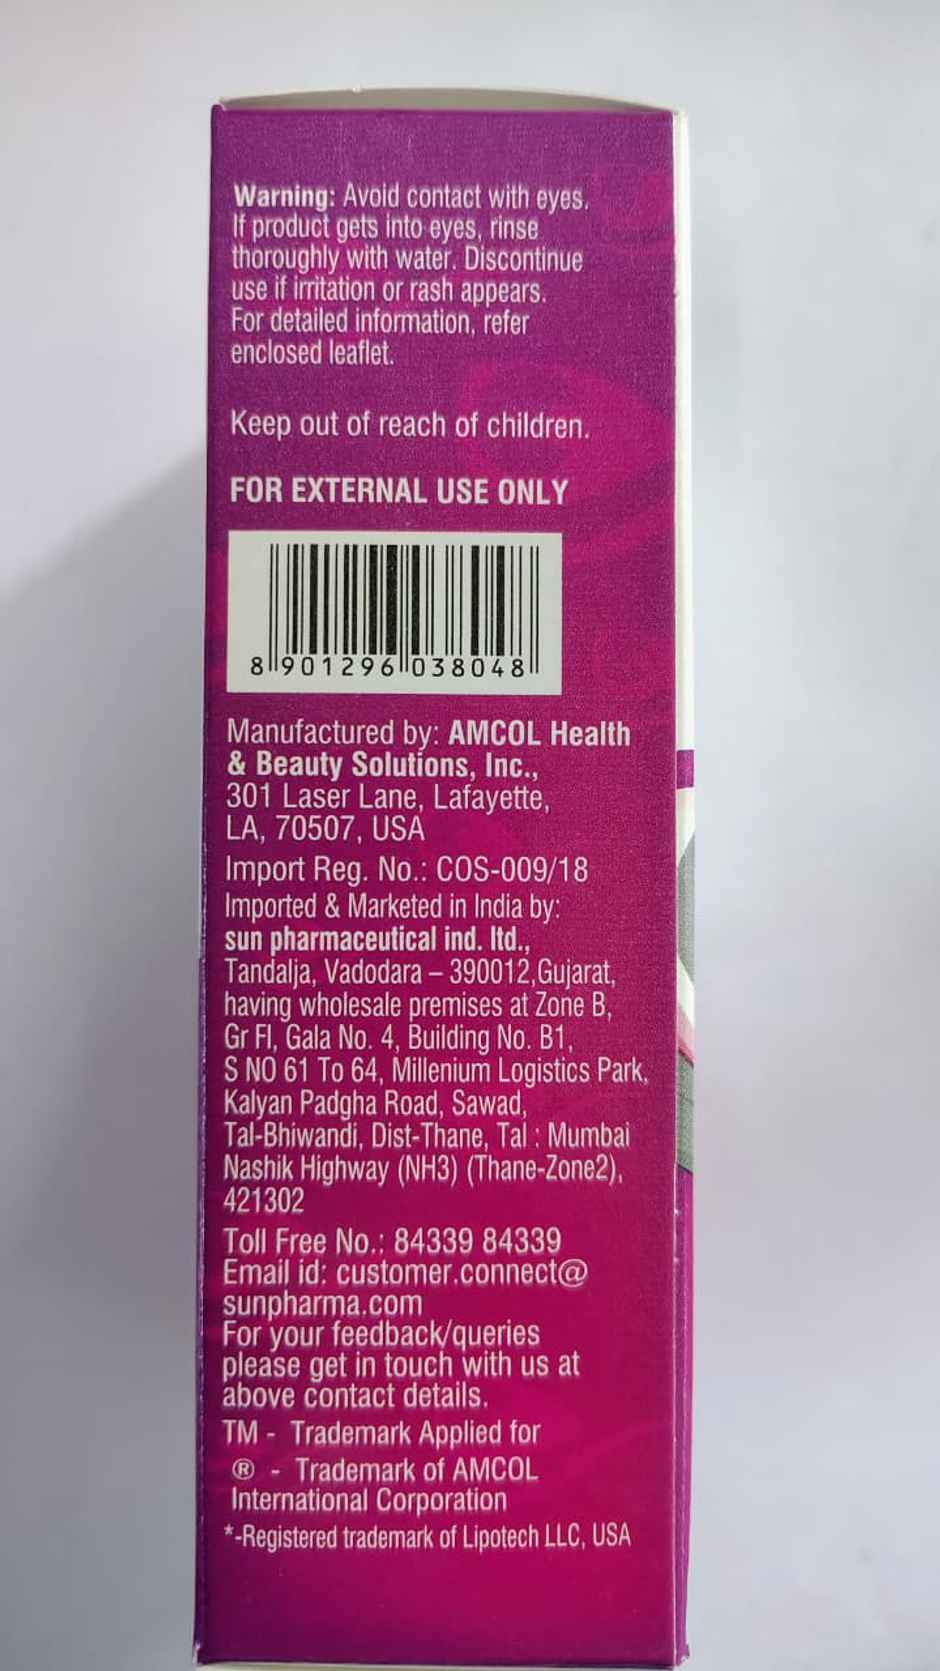 Warning: Avoid contact with eyes.
If product gets into eyes, rinse
thoroughly with water. Discontinue
use if irritation or rash appears.
For detailed information, refer
enclosed leaflet.
Keep out of reach of children.
FOR EXTERNAL USE ONLY
8 901296 038048
Manufactured by: AMCOL Health
& Beauty Solutions, Inc.,
301 Laser Lane, Lafayette,
LA, 70507, USA
Import Reg. No.: COS-009/18
Imported & Marketed in India by:
sun pharmaceutical ind. ltd.,
Tandalja, Vadodara – 390012,Gujarat,
having wholesale premises at Zone B,
Gr Fl, Gala No. 4, Building No. B1,
S NO 61 To 64, Millenium Logistics Park,
Kalyan Padgha Road, Sawad,
Tal-Bhiwandi, Dist-Thane, Tal : Mumbai
Nashik Highway (NH3) (Thane-Zone2),
421302
Toll Free No.: 84339 84339
Email id: customer.connect@
sunpharma.com
For your feedback/queries
please get in touch with us at
above contact details.
TM - Trademark Applied for
® - Trademark of AMCOL
International Corporation
*-Registered trademark of Lipotech LLC, USA